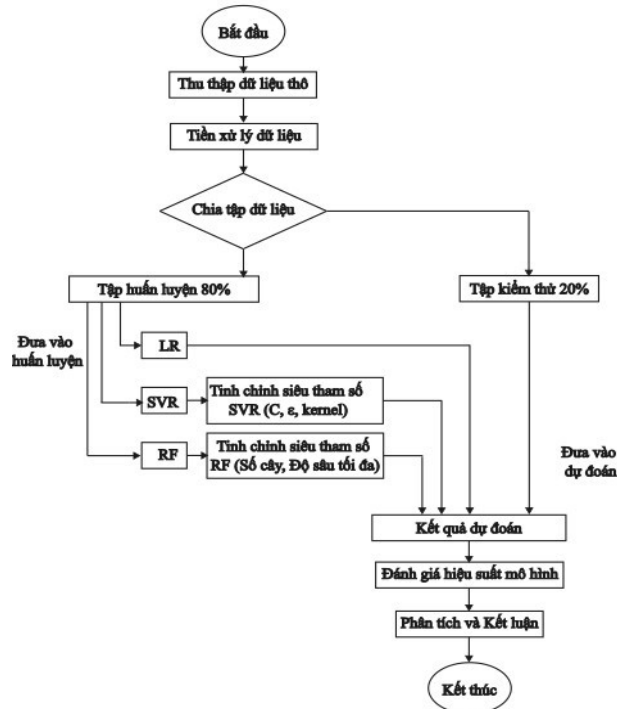 Bắt đầu
Thu thập dữ liệu thô
Tiền xử lý dữ liệu
Chia tập dữ liệu
Tập huấn luyện 80%
Tập kiểm thử 20%
Đưa vào
huấn luyện
LR
SVR
Tinh chỉnh siêu tham số
SVR (C, ε, kernel)
RF
Tinh chỉnh siêu tham số
RF (Số cây, Độ sâu tối đa)
Đưa vào
dự đoán
Kết quả dự đoán
Đánh giá hiệu suất mô hình
Phân tích và Kết luận
Kết thúc